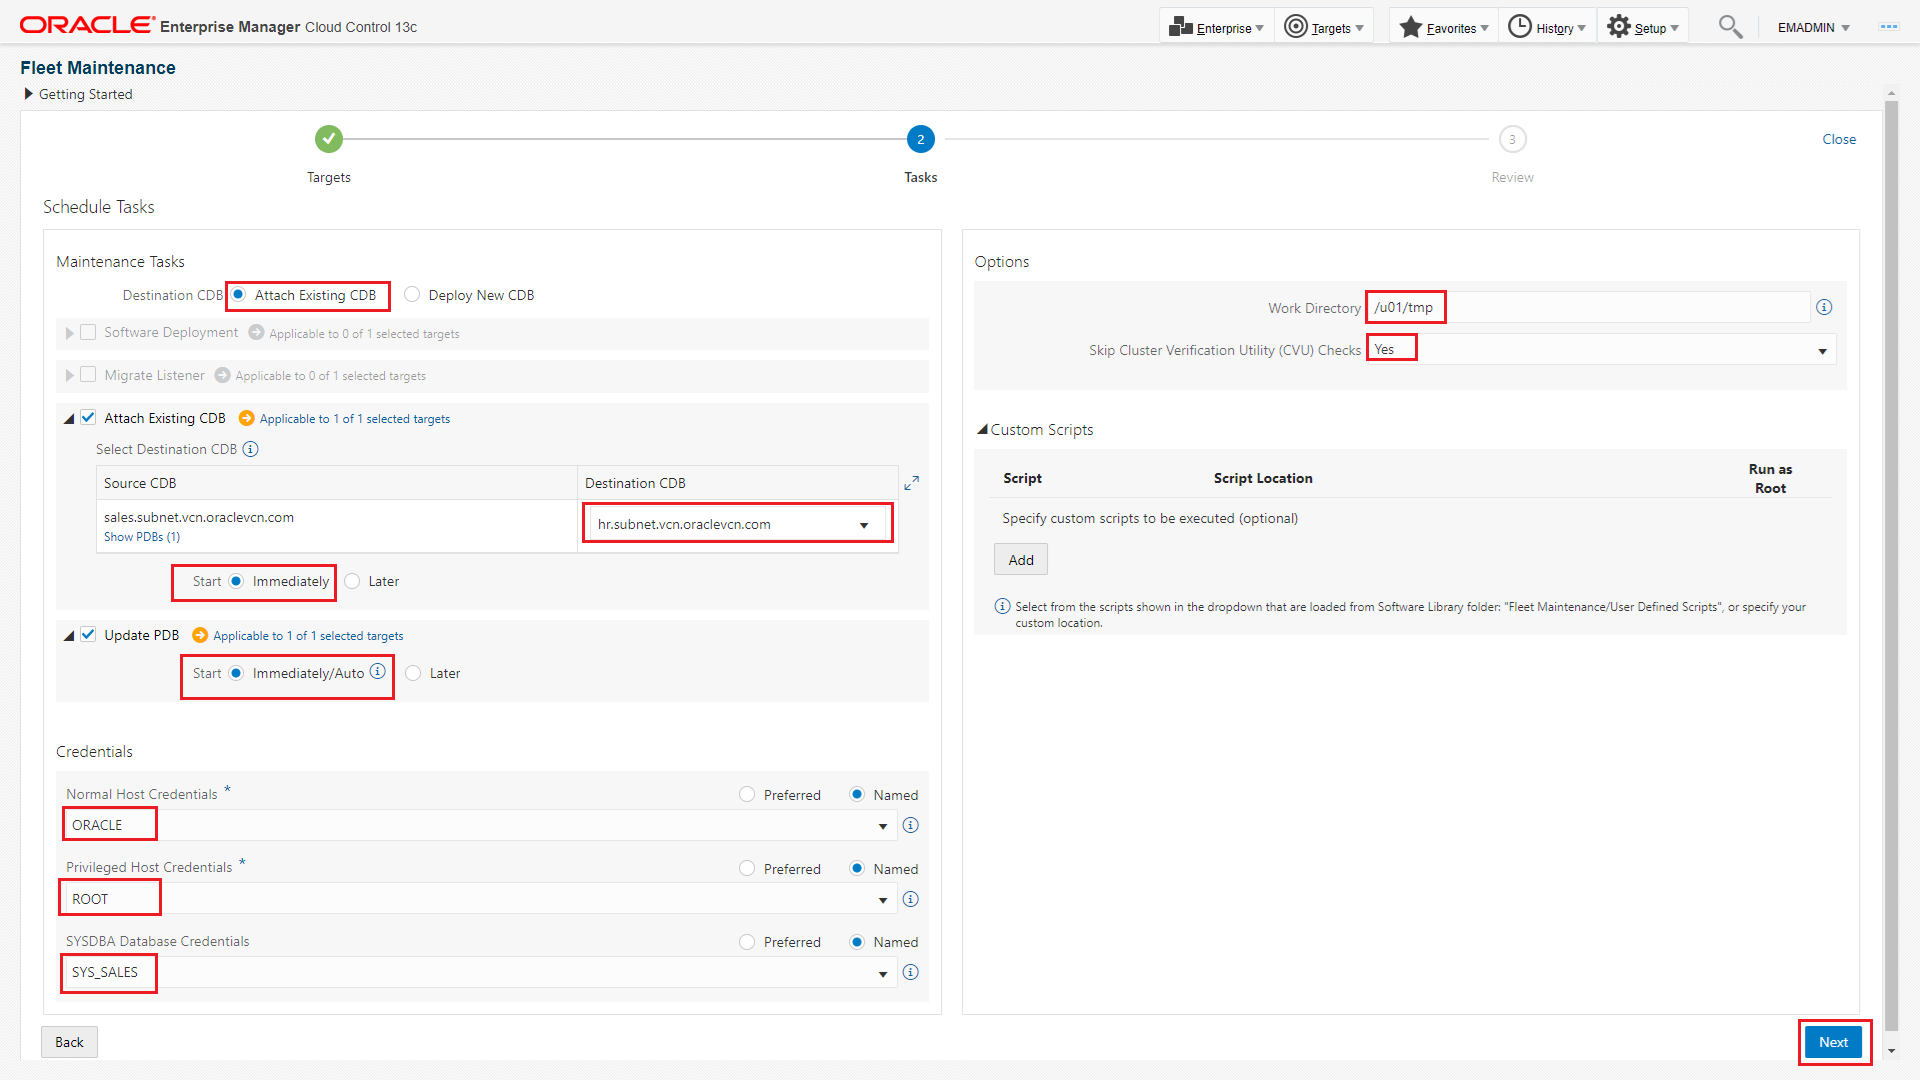 ORACLE® Enterprise Manager Cloud Control 13c
Enterprise Targets Favorites History Setup EMADMIN
Fleet Maintenance
Getting Started
2 3 Close
Targets Tasks Review
Schedule Tasks
Maintenance Tasks
Destination CDB Attach Existing CDB Deploy New CDB
Software Deployment Applicable to 0 of 1 selected targets
Migrate Listener Applicable to 0 of 1 selected targets
Attach Existing CDB Applicable to 1 of 1 selected targets
Select Destination CDB
Source CDB Destination CDB
sales.subnet.vcn.oraclevcn.com hr.subnet.vcn.oraclevcn.com
Show PDBs (1)
Start Immediately Later
Update PDB Applicable to 1 of 1 selected targets
Start Immediately/Auto Later
Credentials
Normal Host Credentials * Preferred Named
ORACLE
Privileged Host Credentials * Preferred Named
ROOT
SYSDBA Database Credentials Preferred Named
SYS_SALES
Options
Work Directory /u01/tmp
Skip Cluster Verification Utility (CVU) Checks Yes
Custom Scripts
Script Script Location Run as
Root
Specify custom scripts to be executed (optional)
Add
Select from the scripts shown in the dropdown that are loaded from Software Library folder: "Fleet Maintenance/User Defined Scripts", or specify your
custom location.
Back Next